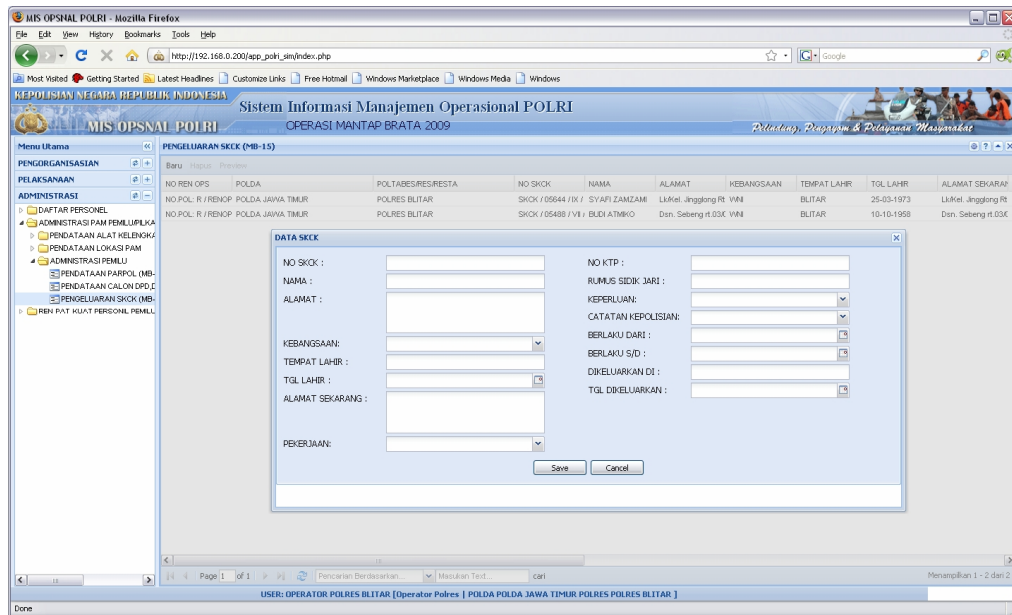 MIS OPSNAL POLRI - Mozilla Firefox
File Edit View History Bookmarks Tools Help
http://192.168.0.200/app_polri_sim/index.php
Google
Most Visited Getting Started Latest Headlines Customize Links Free Hotmail Windows Marketplace Windows Media Windows
KEPOLISIAN NEGARA REPUBLIK INDONESIA
MIS OPSNAL POLRI
Sistem Informasi Manajemen Operasional POLRI
OPERASI MANTAP BRATA 2009
Pelindung, Pengayom & Pelayanan Masyarakat
Menu Utama
PENGORGANISASIAN
PELAKSANAAN
ADMINISTRASI
DAFTAR PERSONEL
ADMINISTRASI PAM PEMILU/PILKA
PENDATAAN ALAT KELENGKA
PENDATAAN LOKASI PAM
ADMINISTRASI PEMILU
PENDATAAN PARPOL (MB-
PENDATAAN CALON DPD,D
PENGELUARAN SKCK (MB-
REN PAT KUAT PERSONIL PEMILU
PENGELUARAN SKCK (MB-15)
Baru Hapus Preview
NO REN OPS POLDA POLTABES/RES/RESTA NO SKCK NAMA ALAMAT KEBANGSAAN TEMPAT LAHIR TGL LAHIR ALAMAT SEKARAN
NO.POL: R / RENOP POLDA JAWA TIMUR POLRES BLITAR SKCK / 05644 / IX / SYAFI ZAMZAMI Lk/Kel. Jingglong Rt WNI BLITAR 25-03-1973 Lk/Kel. Jingglong Rt
NO.POL: R / RENOP POLDA JAWA TIMUR POLRES BLITAR SKCK / 05488 / VII / BUDI ATMIKO Dsn. Sebeng rt.03/0 WNI BLITAR 10-10-1958 Dsn. Sebeng rt.03/0
DATA SKCK
NO SKCK :
NAMA :
ALAMAT :
KEBANGSAAN:
TEMPAT LAHIR :
TGL LAHIR :
ALAMAT SEKARANG :
PEKERJAAN:
NO KTP :
RUMUS SIDIK JARI :
KEPERLUAN:
CATATAN KEPOLISIAN:
BERLAKU DARI :
BERLAKU S/D :
DIKELUARKAN DI :
TGL DIKELUARKAN :
Save Cancel
Page 1 of 1 Pencarian Berdasarkan... Masukan Text... cari Menampilkan 1 - 2 dari 2
USER: OPERATOR POLRES BLITAR [Operator Polres | POLDA POLDA JAWA TIMUR POLRES POLRES BLITAR ]
Done